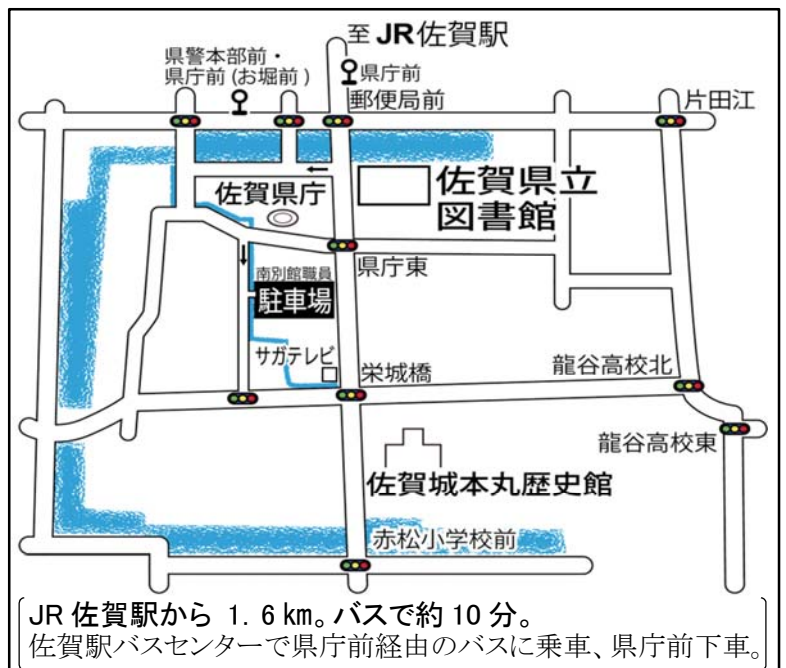 至 JR佐賀駅
県警本部前・
県庁前(お堀前)
県庁前
郵便局前
片田江
佐賀県庁
佐賀県立
図書館
県庁東
南別館職員
駐車場
サガテレビ
栄城橋
龍谷高校北
龍谷高校東
佐賀城本丸歴史館
赤松小学校前
JR佐賀駅から 1.6㎞。バスで約10分。
佐賀駅バスセンターで県庁前経由のバスに乗車、県庁前下車。